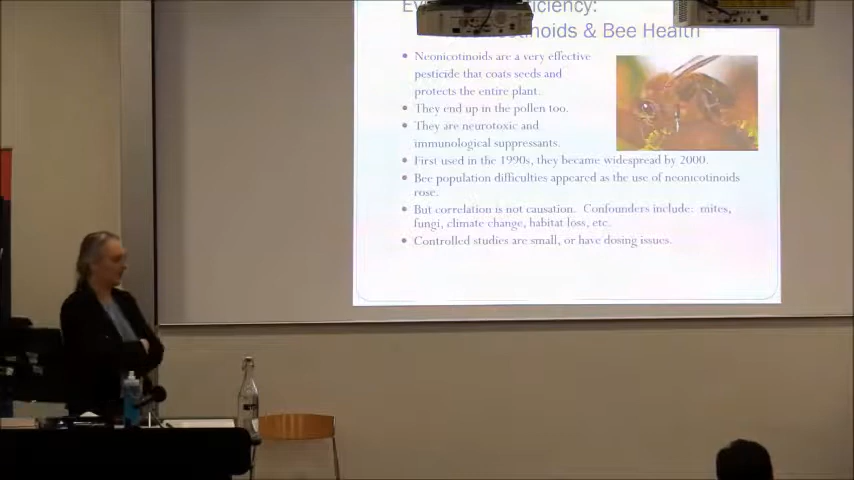 iciency:
noids & Bee Health
Neonicotinoids are a very effective
pesticide that coats seeds and
protects the entire plant.
They end up in the pollen too.
They are neurotoxic and
immunological suppressants.
First used in the 1990s, they became widespread by 2000.
Bee population difficulties appeared as the use of neonicotinoids
rose.
But correlation is not causation. Confounders include: mites,
fungi, climate change, habitat loss, etc.
Controlled studies are small, or have dosing issues.